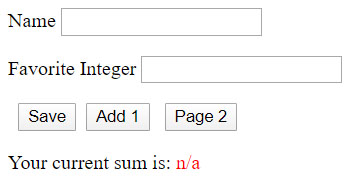 Name
Favorite Integer
Save Add 1 Page 2
Your current sum is: n/a